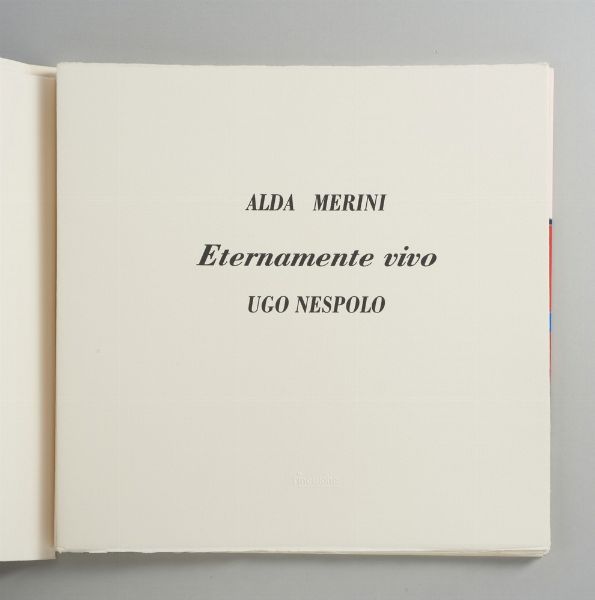 ALDA MERINI
Eternamente vivo
UGO NESPOLO